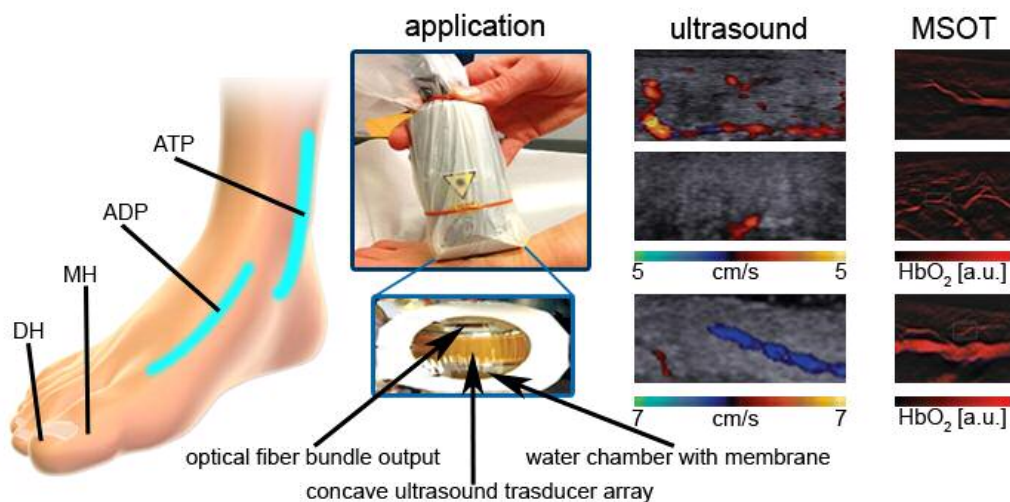 application
ultrasound
MSOT
ATP
ADP
MH
DH
5 cm/s 5
HbO₂ [a.u.]
7 cm/s 7
HbO₂ [a.u.]
optical fiber bundle output
water chamber with membrane
concave ultrasound trasducer array